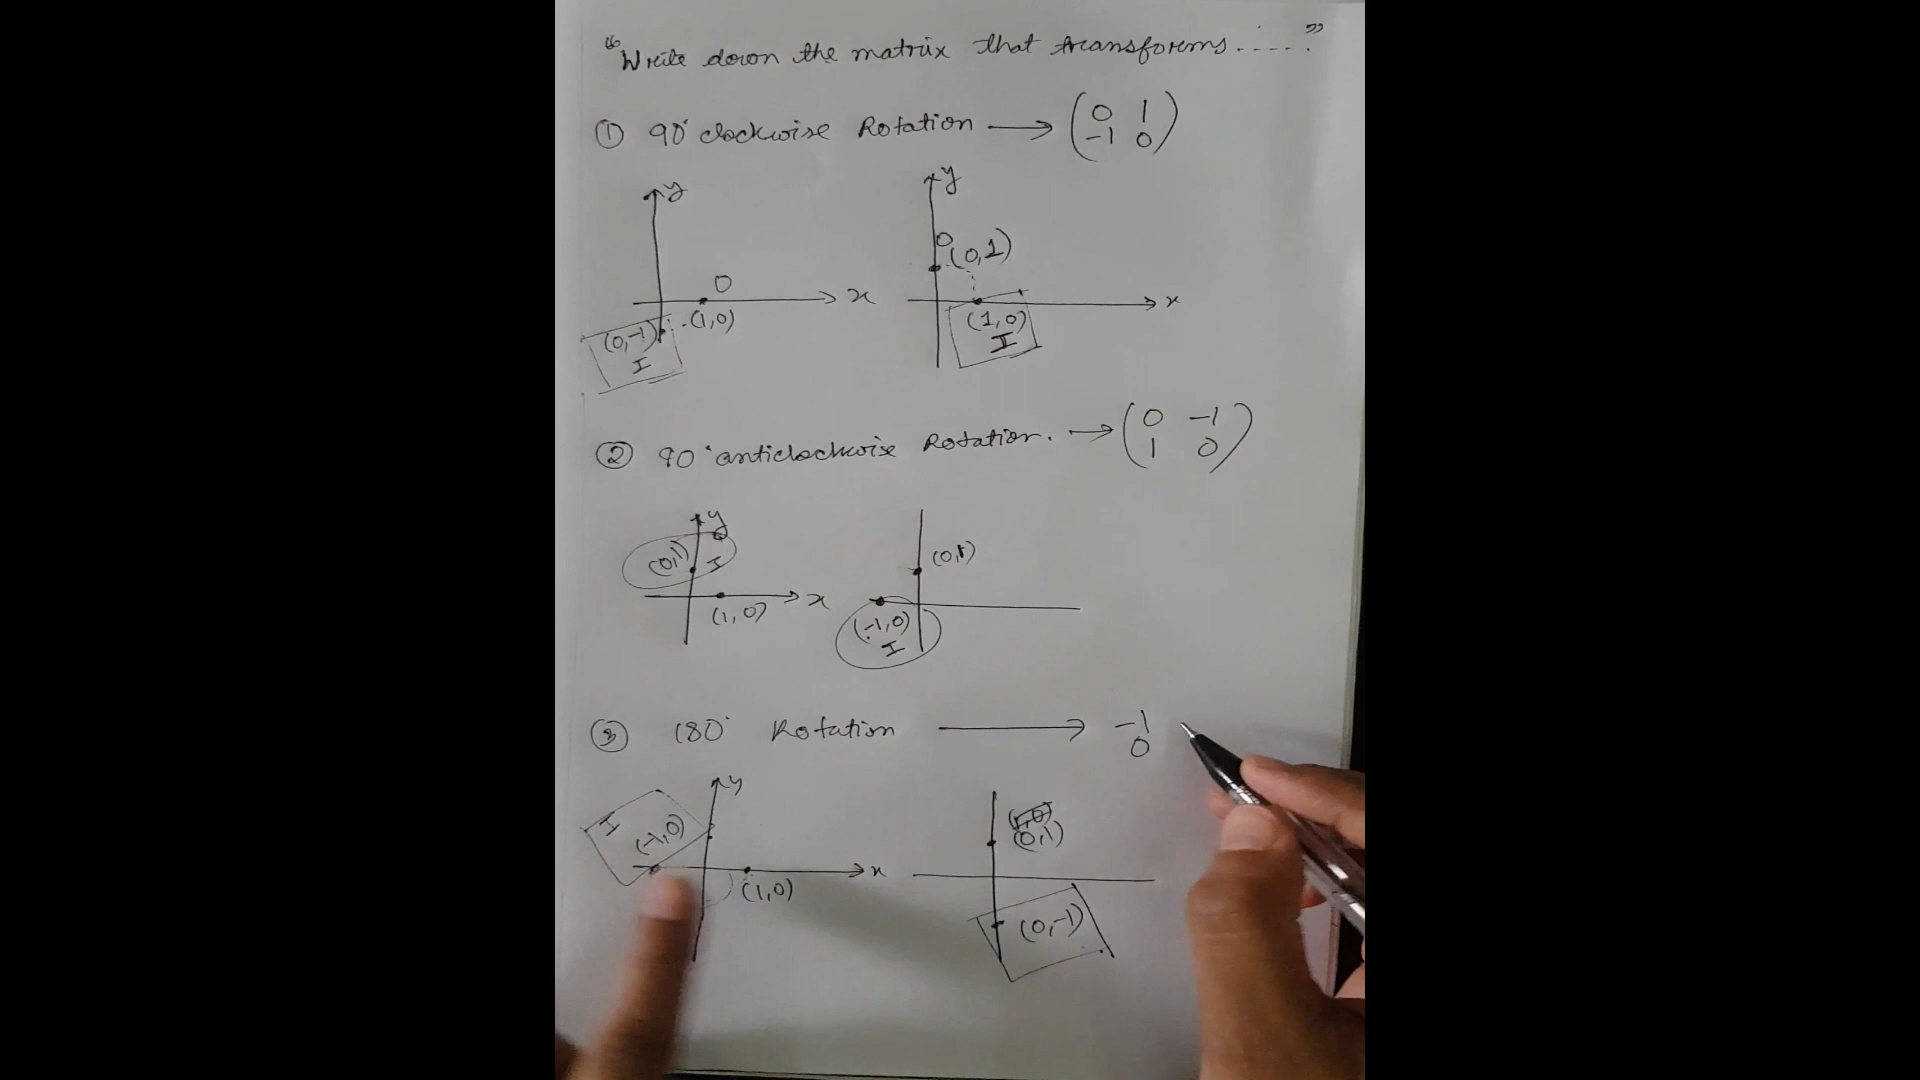 "Write down the matrix that transforms.....?"
① 90° clockwise Rotation → ( 0 1
-1 0 )
y y
O O (0,1)
x x
(0,-1) (1,0) (1,0)
I I
② 90° anticlockwise Rotation. → ( 0 -1
1 0 )
y
(0,1) I (0,1)
x
(1,0) (-1,0)
I
③ 180° Rotation → -1
0
y
I (-1,0) (0,1)
x
(1,0) (0,-1)